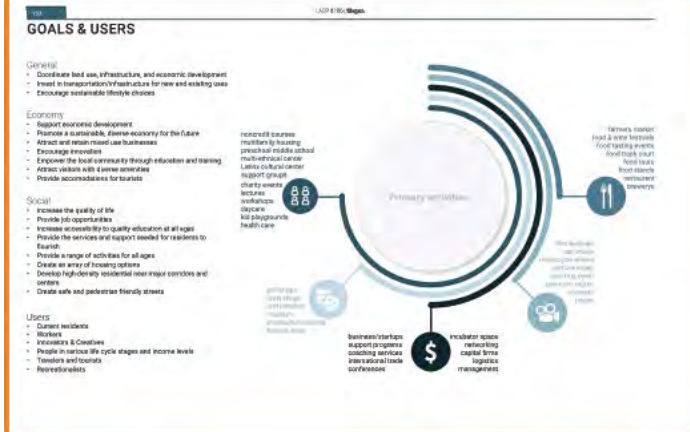 GOALS & USERS
General
• Coordinate land use, infrastructure, and economic development
• Invest in transportation/infrastructure for new and existing uses
• Encourage sustainable lifestyle choices
Economy
• Support economic development
• Promote a sustainable, diverse economy for the future
• Attract and retain mixed use businesses
• Encourage innovation
• Empower the local community through education and training
• Attract visitors with diverse amenities
• Provide accomodations for tourists
Social
• Increase the quality of life
• Provide job opportunities
• Increase accessibility to quality education at all ages
• Provide the services and support needed for residents to
flourish
• Provide a range of activities for all ages
• Create an array of housing options
• Develop high-density residential near major corridors and
centers
• Create safe and pedestrian friendly streets
Users
• Current residents
• Workers
• Innovators & Creatives
• People in various life cycle stages and income levels
• Travelers and tourists
• Recreationalists
noncredit courses
multifamily housing
preschool middle school
multi-ethnical center
Latinx cultural center
support groups
charity events
lectures
workshops
daycare
kid playgrounds
health care
Primary activities
farmers market
food & wine festivals
food tasting events
food truck court
food tours
food stands
restaurant
brewerys
business/startups
support programs
coaching services
international trade
conferences
$
incubator space
networking
capital firms
logistics
management